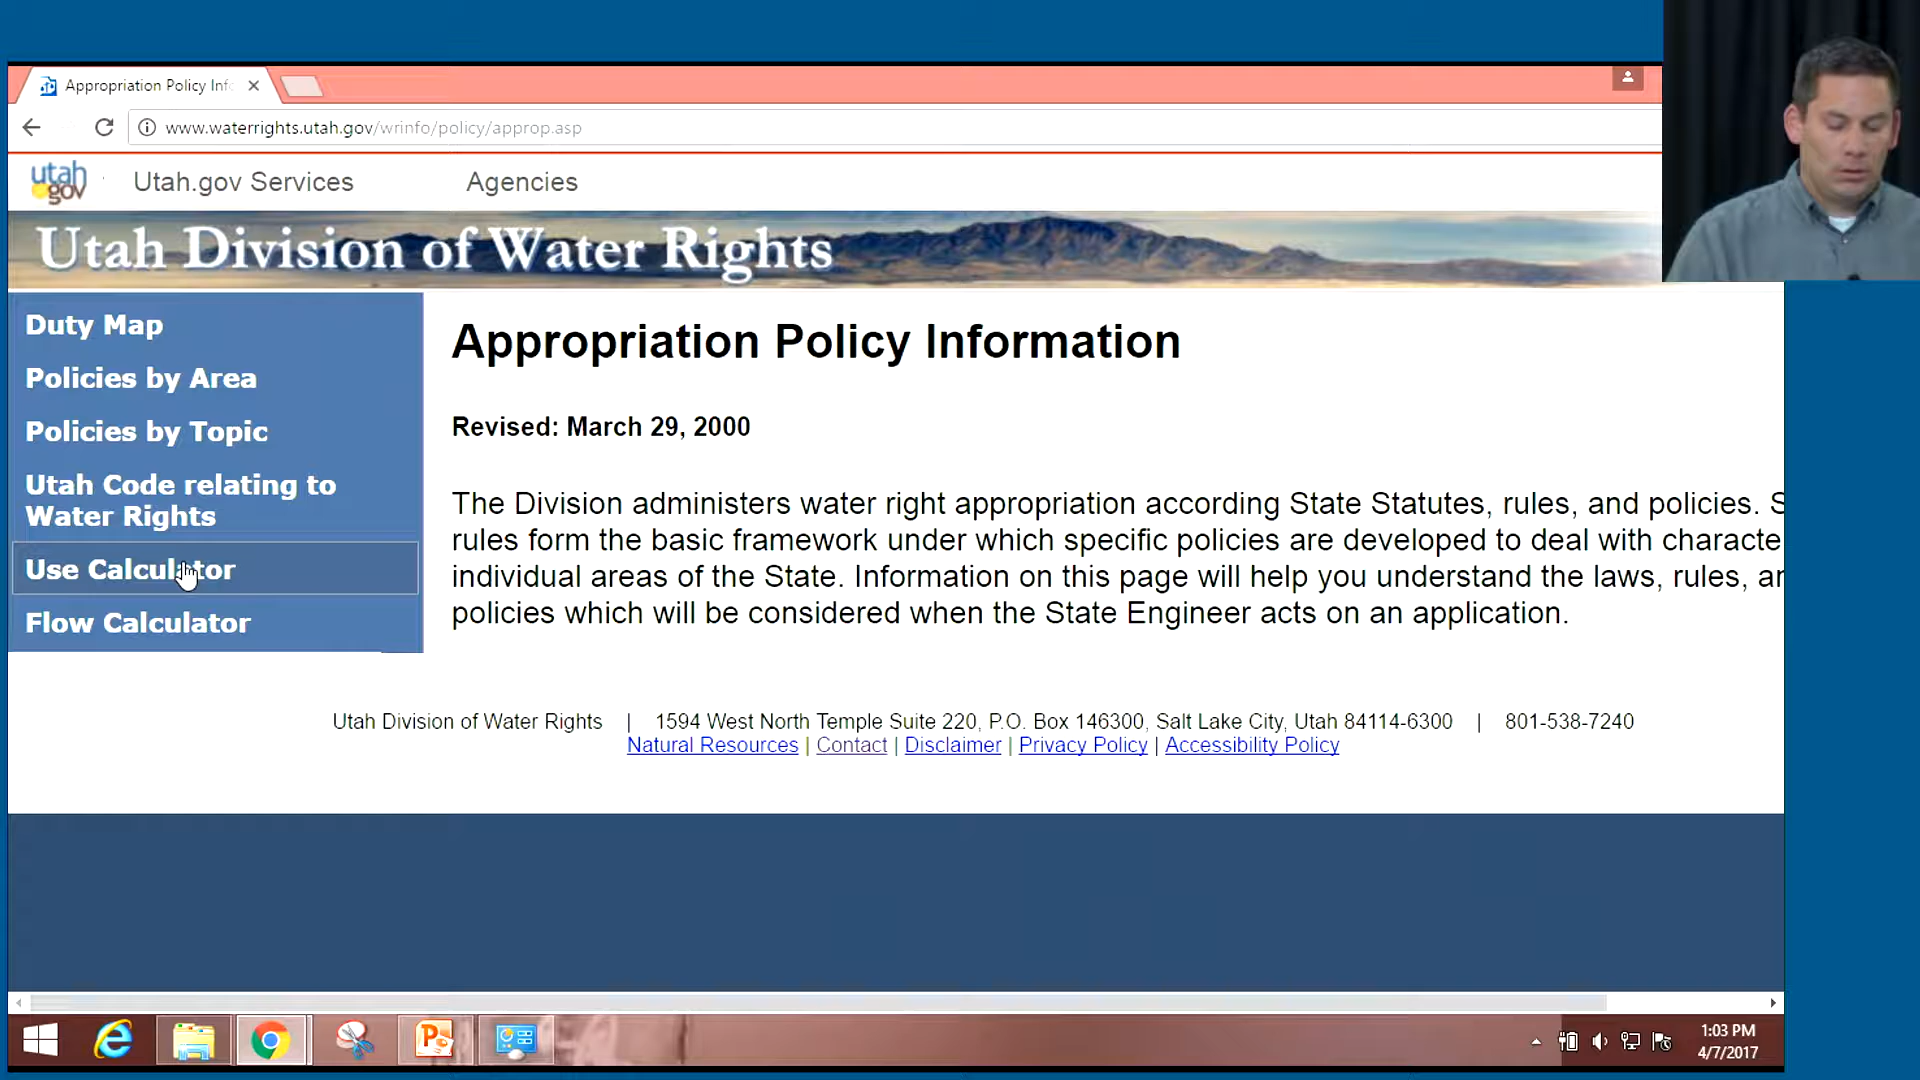 Appropriation Policy Inf
www.waterrights.utah.gov/wrinfo/policy/approp.asp
utah gov
Utah.gov Services
Agencies
Utah Division of Water Rights
Duty Map
Policies by Area
Policies by Topic
Utah Code relating to
Water Rights
Use Calculator
Flow Calculator
Appropriation Policy Information
Revised: March 29, 2000
The Division administers water right appropriation according State Statutes, rules, and policies. S
rules form the basic framework under which specific policies are developed to deal with characte
individual areas of the State. Information on this page will help you understand the laws, rules, an
policies which will be considered when the State Engineer acts on an application.
Utah Division of Water Rights | 1594 West North Temple Suite 220, P.O. Box 146300, Salt Lake City, Utah 84114-6300 | 801-538-7240
Natural Resources | Contact | Disclaimer | Privacy Policy | Accessibility Policy
1:03 PM
4/7/2017